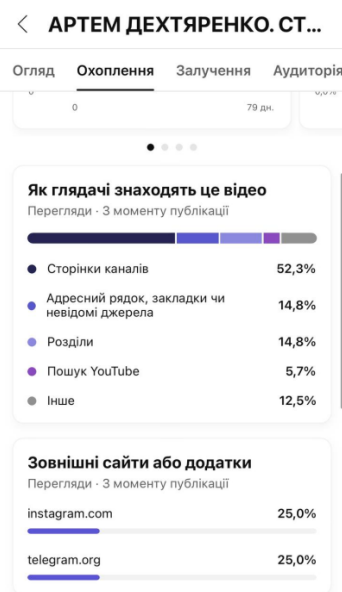 АРТЕМ ДЕХТЯРЕНКО. СТ...
Огляд Охоплення Залучення Аудиторія
0
0 79 дн.
Як глядачі знаходять це відео
Перегляди · З моменту публікації
Сторінки каналів 52,3%
Адресний рядок, закладки чи
невідомі джерела 14,8%
Розділи 14,8%
Пошук YouTube 5,7%
Інше 12,5%
Зовнішні сайти або додатки
Перегляди · З моменту публікації
instagram.com 25,0%
telegram.org 25,0%